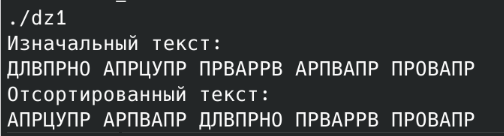 ./dz1
Изначальный текст:
ДЛВПРНО АПРЦУПР ПРВАРРВ АРПВАПР ПРОВАПР
Отсортированный текст:
АПРЦУПР АРПВАПР ДЛВПРНО ПРВАРРВ ПРОВАПР